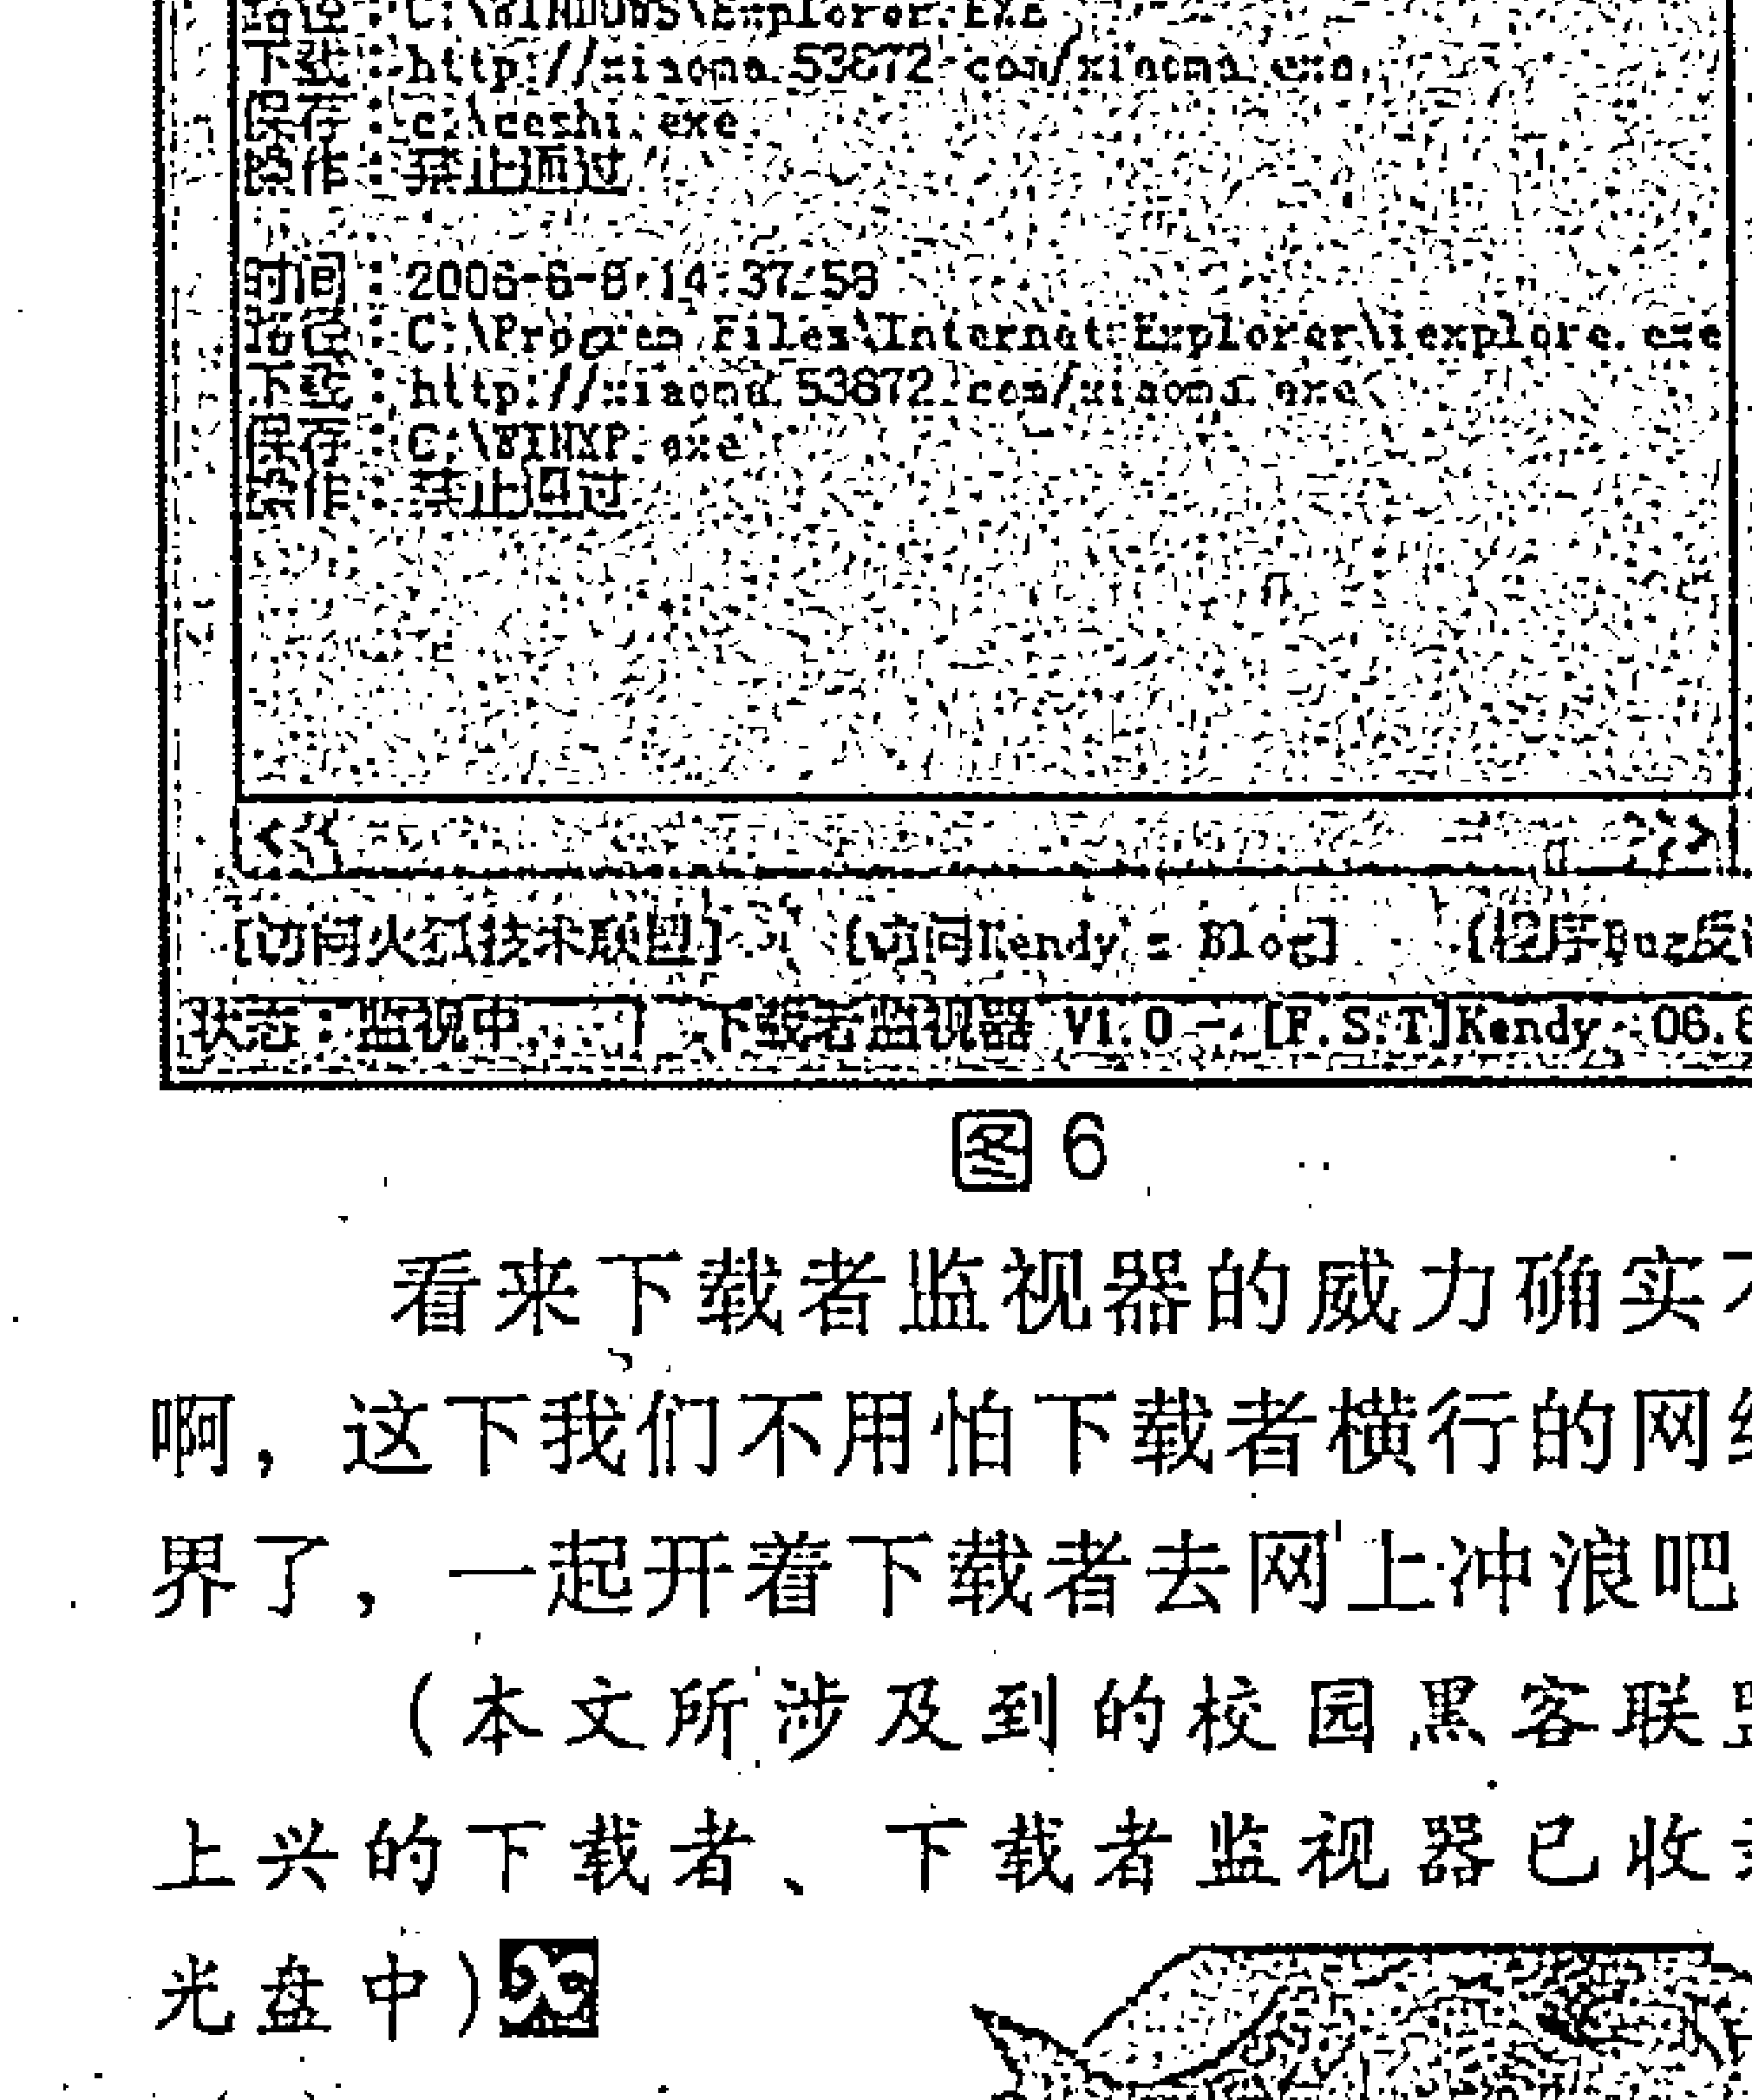 路径：C:\WINDOWS\Explorer.EXE
下载：http://xiaoma.53872.com/xiaoma.exe
保存：c:\ceshi.exe
操作：禁止通过
时间：2006-6-8 14:37:58
路径：C:\Program Files\Internet Explorer\iexplore.exe
下载：http://xiaoma.53872.com/xiaoma.exe
保存：C:\WINXP.exe
操作：禁止通过
[访问火狐技术联盟] [访问Kendy's Blog] [程序Bug反
状态：监视中... 下载者监视器 V1.0 - [F.S.T]Kendy 06.6
图6
看来下载者监视器的威力确实不
啊，这下我们不用怕下载者横行的网络
界了，一起开着下载者去网上冲浪吧
（本文所涉及到的校园黑客联盟
上兴的下载者、下载者监视器已收录
光盘中）